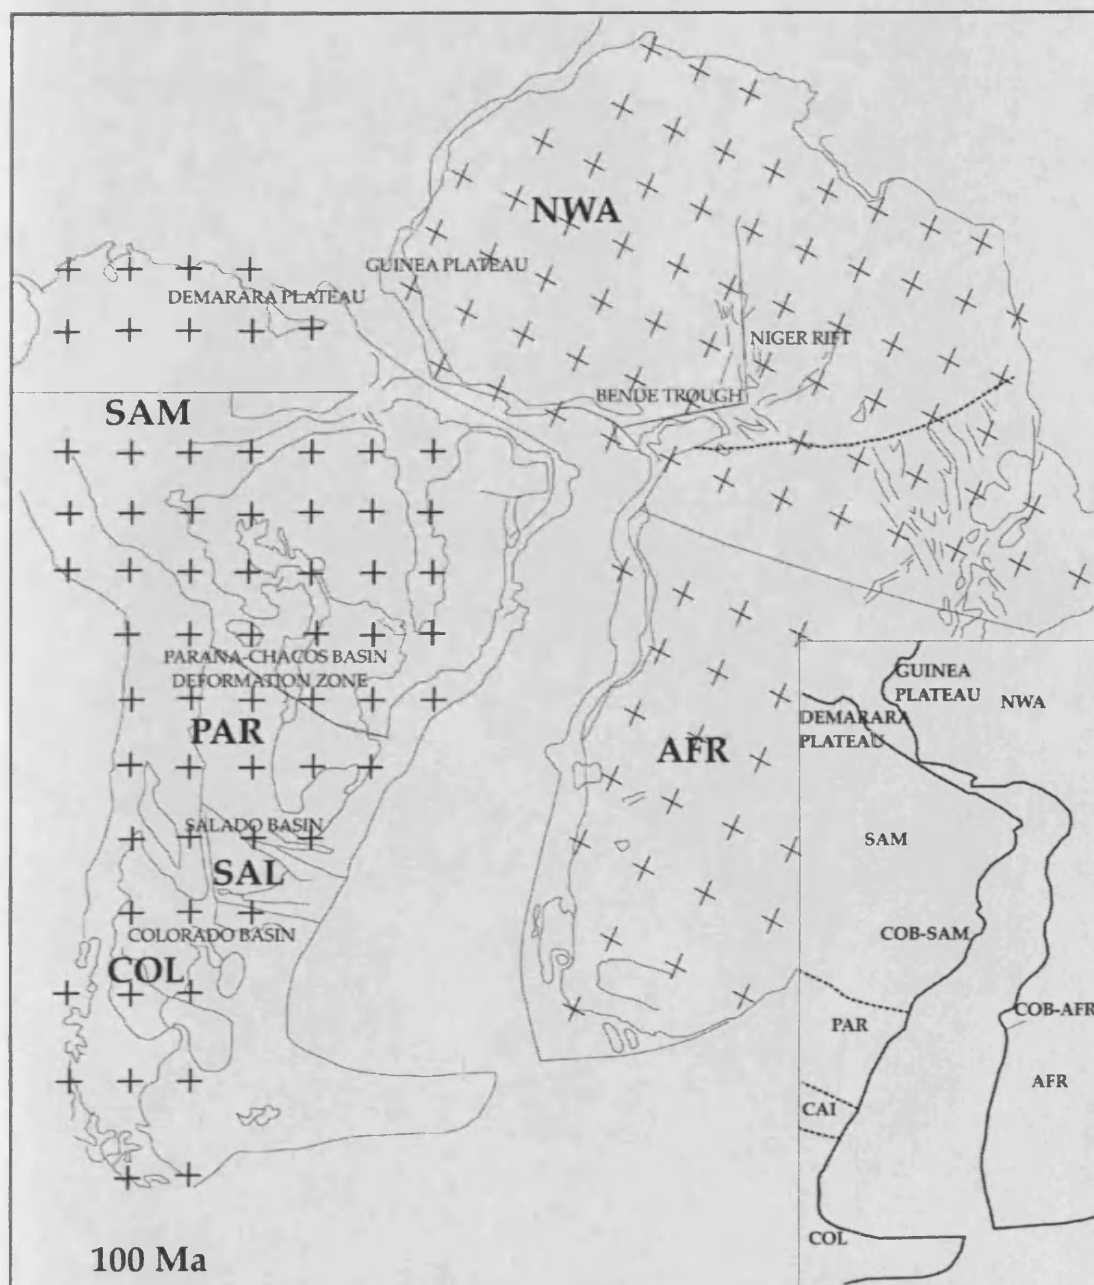 NWA
GUINEA PLATEAU
DEMARARA PLATEAU
NIGER RIFT
BENDE TROUGH
SAM
PARANA-CHACOS BASIN
DEFORMATION ZONE
PAR
AFR
SALADO BASIN
SAL
COLORADO BASIN
COL
100 Ma
GUINEA
PLATEAU
NWA
DEMARARA
PLATEAU
SAM
COB-SAM
PAR
COB-AFR
AFR
CAI
COL